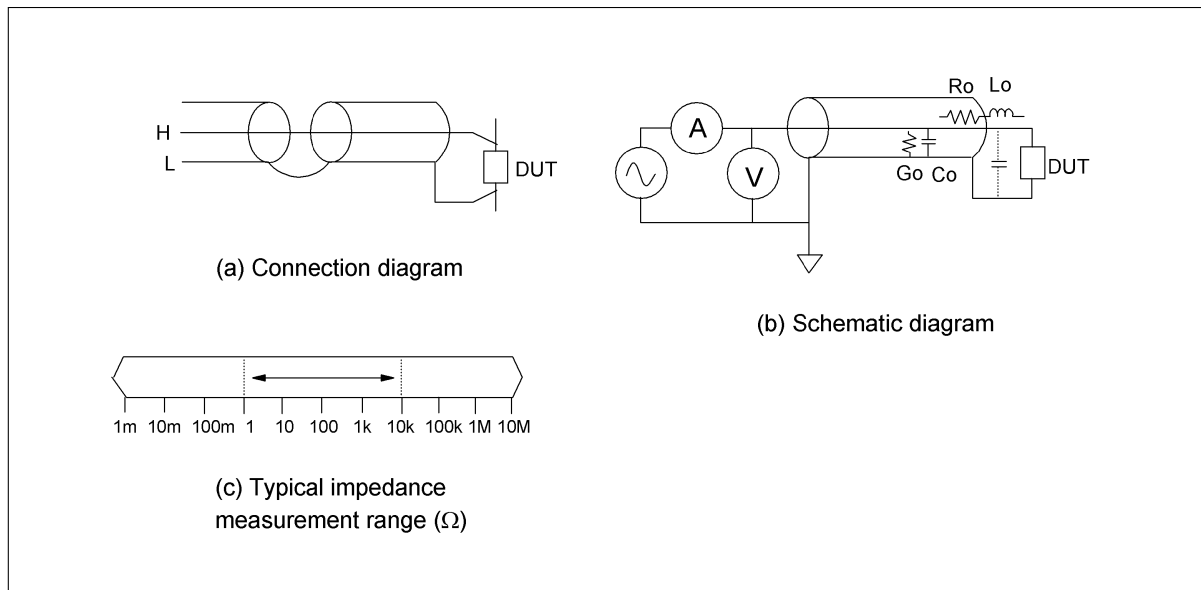 H
L
DUT
(a) Connection diagram
A
V
Ro
Lo
Go
Co
DUT
(b) Schematic diagram
1m 10m 100m 1 10 100 1k 10k 100k 1M 10M
(c) Typical impedance
measurement range (Ω)